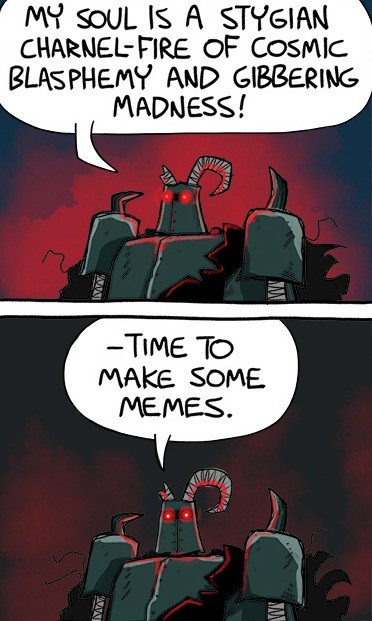 MY SOUL IS A STYGIAN
CHARNEL-FIRE OF COSMIC
BLASPHEMY AND GIBBERING
MADNESS!
-TIME TO
MAKE SOME
MEMES.